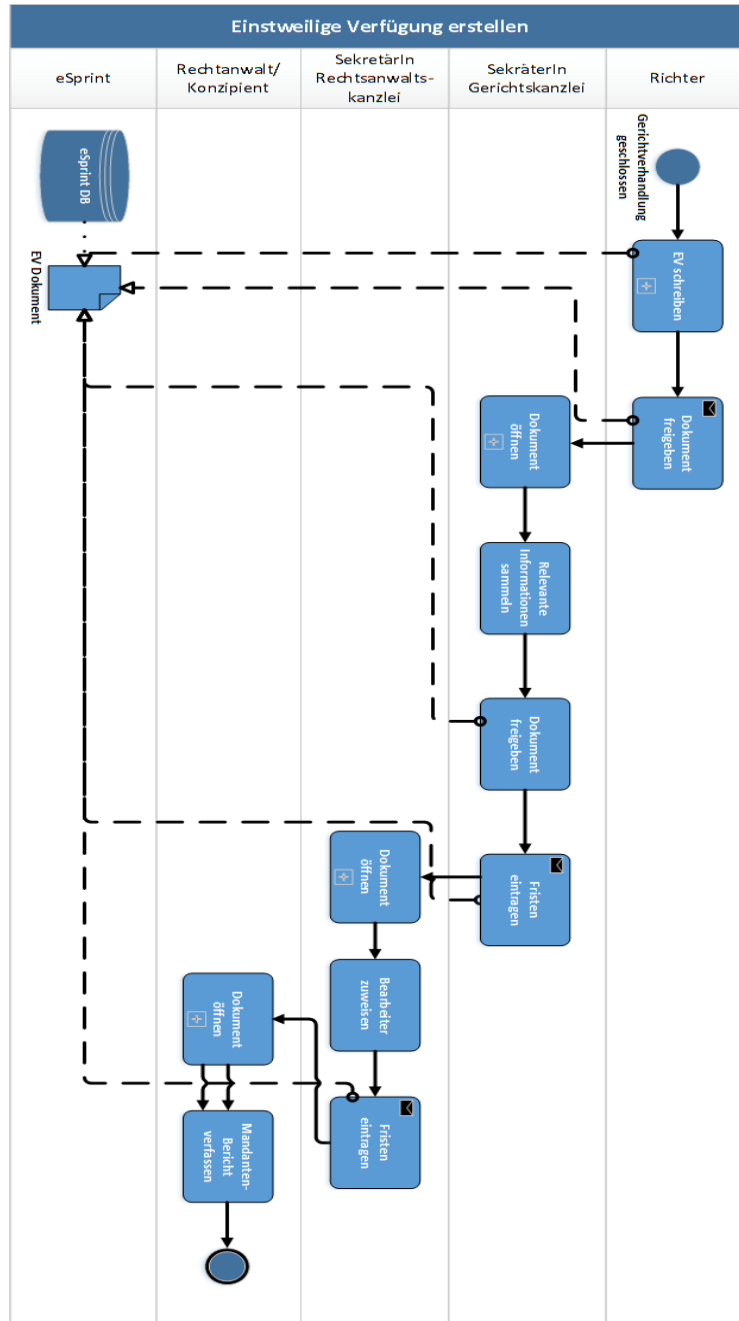 Einstweilige Verfügung erstellen
eSprint
Rechtanwalt/
Konzipient
SekretärIn
Rechtsanwalts-
kanzlei
SekräterIn
Gerichtskanzlei
Richter
Gerichtverhandlung
geschlossen
EV schreiben
Dokument
freigeben
Dokument
öffnen
Relevante
Informationen
sammeln
Dokument
freigeben
Fristen
eintragen
Dokument
öffnen
Bearbeiter
zuweisen
Fristen
eintragen
Dokument
öffnen
Mandanten-
Bericht
verfassen
eSprint DB
EV Dokument